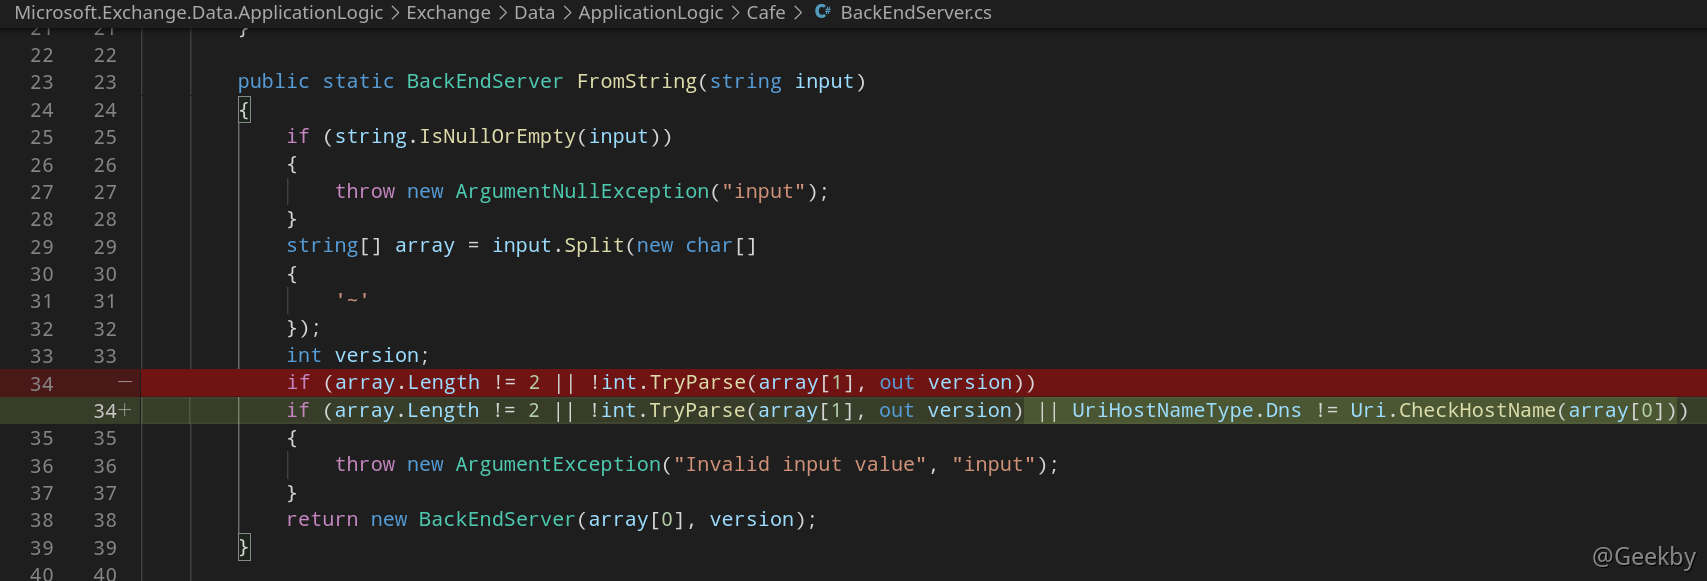 Microsoft.Exchange.Data.ApplicationLogic > Exchange > Data > ApplicationLogic > Cafe > C# BackEndServer.cs
21 21 }
22 22
23 23 public static BackEndServer FromString(string input)
24 24 {
25 25 if (string.IsNullOrEmpty(input))
26 26 {
27 27 throw new ArgumentNullException("input");
28 28 }
29 29 string[] array = input.Split(new char[]
30 30 {
31 31 '~'
32 32 });
33 33 int version;
34 — if (array.Length != 2 || !int.TryParse(array[1], out version))
34+ if (array.Length != 2 || !int.TryParse(array[1], out version) || UriHostNameType.Dns != Uri.CheckHostName(array[0]))
35 35 {
36 36 throw new ArgumentException("Invalid input value", "input");
37 37 }
38 38 return new BackEndServer(array[0], version);
39 39 }
40 40
@Geekby